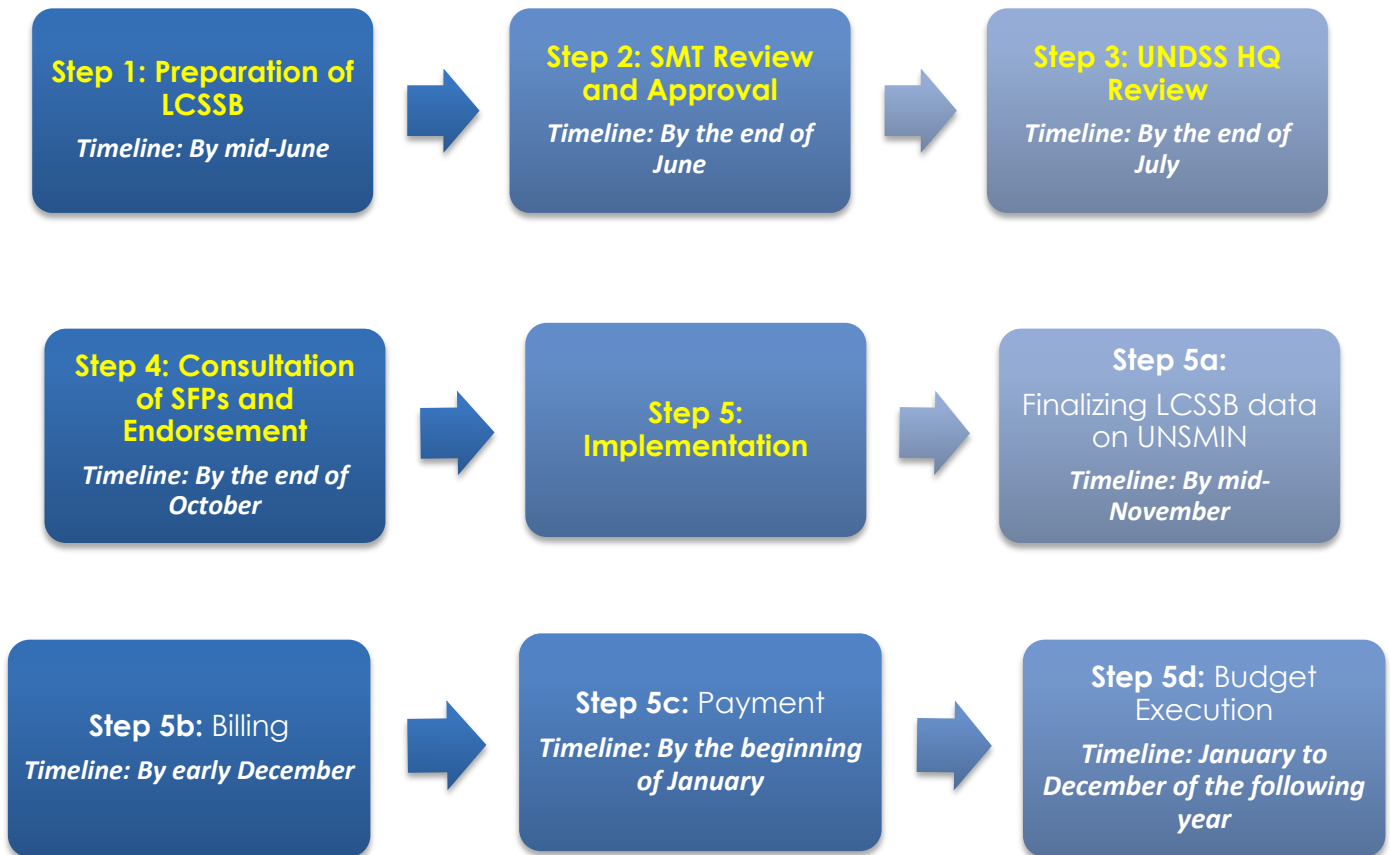 Step 1: Preparation of
LCSSB
Timeline: By mid-June
Step 2: SMT Review
and Approval
Timeline: By the end of
June
Step 3: UNDSS HQ
Review
Timeline: By the end of
July
Step 4: Consultation
of SFPs and
Endorsement
Timeline: By the end of
October
Step 5:
Implementation
Step 5a:
Finalizing LCSSB data
on UNSMIN
Timeline: By mid-
November
Step 5b: Billing
Timeline: By early December
Step 5c: Payment
Timeline: By the beginning
of January
Step 5d: Budget
Execution
Timeline: January to
December of the following
year